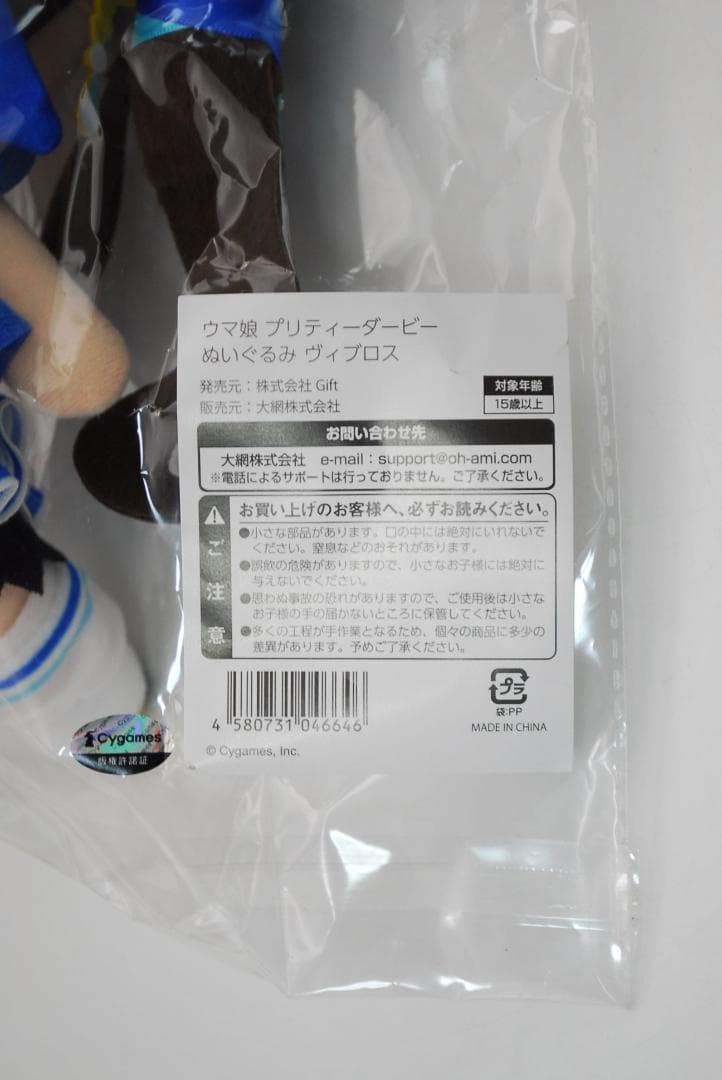 ウマ娘 プリティーダービー
ぬいぐるみ ヴィブロス
発売元：株式会社 Gift
販売元：大網株式会社
対象年齢
15歳以上
お問い合わせ先
大網株式会社 e-mail：support@oh-ami.com
※電話によるサポートは行っておりません。ご了承ください。
ご注意
お買い上げのお客様へ、必ずお読みください。
●小さな部品があります。口の中には絶対にいれないで
ください。窒息などのおそれがあります。
●誤飲の危険がありますので、小さなお子様には絶対に
与えないでください。
●思わぬ事故の恐れがありますので、ご使用後は小さな
お子様の手の届かないところに保管してください。
●多くの工程が手作業となるため、個々の商品に多少の
差異があります。予めご了承ください。
4 580731 046646
© Cygames, Inc.
プラ
袋:PP
MADE IN CHINA
Cygames
版権許諾証